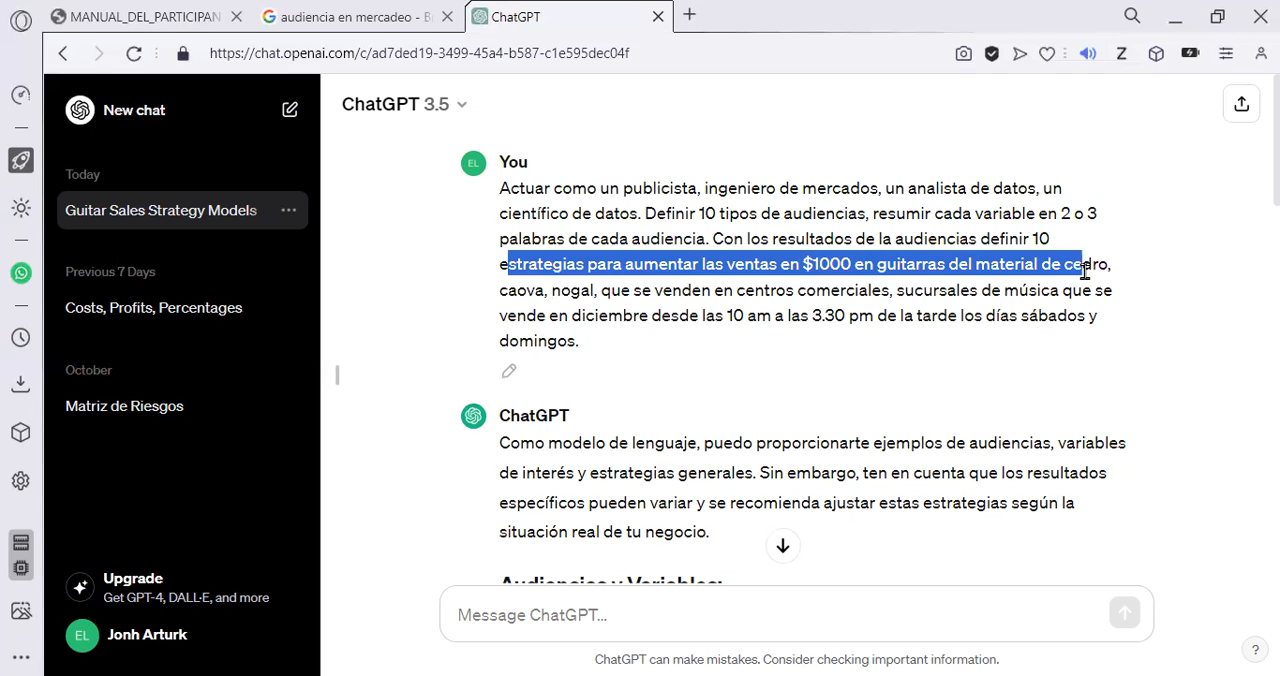 MANUAL_DEL_PARTICIPAN
audiencia en mercadeo - B
ChatGPT
https://chat.openai.com/c/ad7ded19-3499-45a4-b587-c1e595dec04f
New chat
Today
Guitar Sales Strategy Models
Previous 7 Days
Costs, Profits, Percentages
October
Matriz de Riesgos
Upgrade
Get GPT-4, DALL·E, and more
EL
Jonh Arturk
ChatGPT 3.5
EL
You
Actuar como un publicista, ingeniero de mercados, un analista de datos, un
científico de datos. Definir 10 tipos de audiencias, resumir cada variable en 2 o 3
palabras de cada audiencia. Con los resultados de la audiencias definir 10
estrategias para aumentar las ventas en $1000 en guitarras del material de cedro,
caova, nogal, que se venden en centros comerciales, sucursales de música que se
vende en diciembre desde las 10 am a las 3.30 pm de la tarde los días sábados y
domingos.
ChatGPT
Como modelo de lenguaje, puedo proporcionarte ejemplos de audiencias, variables
de interés y estrategias generales. Sin embargo, ten en cuenta que los resultados
específicos pueden variar y se recomienda ajustar estas estrategias según la
situación real de tu negocio.
Audiencias y Variables:
Message ChatGPT...
ChatGPT can make mistakes. Consider checking important information.
?